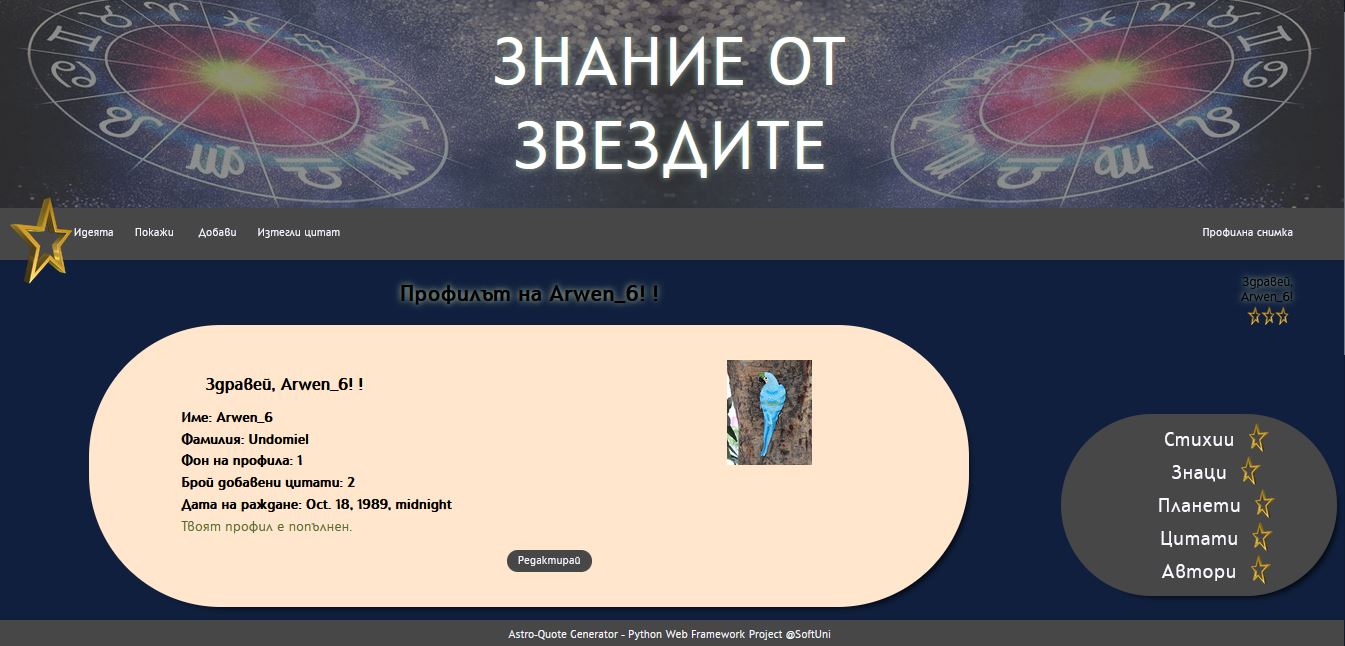 ЗНАНИЕ ОТ
ЗВЕЗДИТЕ
Идеята Покажи Добави Изтегли цитат Профилна снимка
Профилът на Arwen_6! !
Здравей,
Arwen_6!
Здравей, Arwen_6! !
Име: Arwen_6
Фамилия: Undomiel
Фон на профила: 1
Брой добавени цитати: 2
Дата на раждане: Oct. 18, 1989, midnight
Твоят профил е попълнен.
Редактирай
Стихии
Знаци
Планети
Цитати
Автори
Astro-Quote Generator - Python Web Framework Project @SoftUni